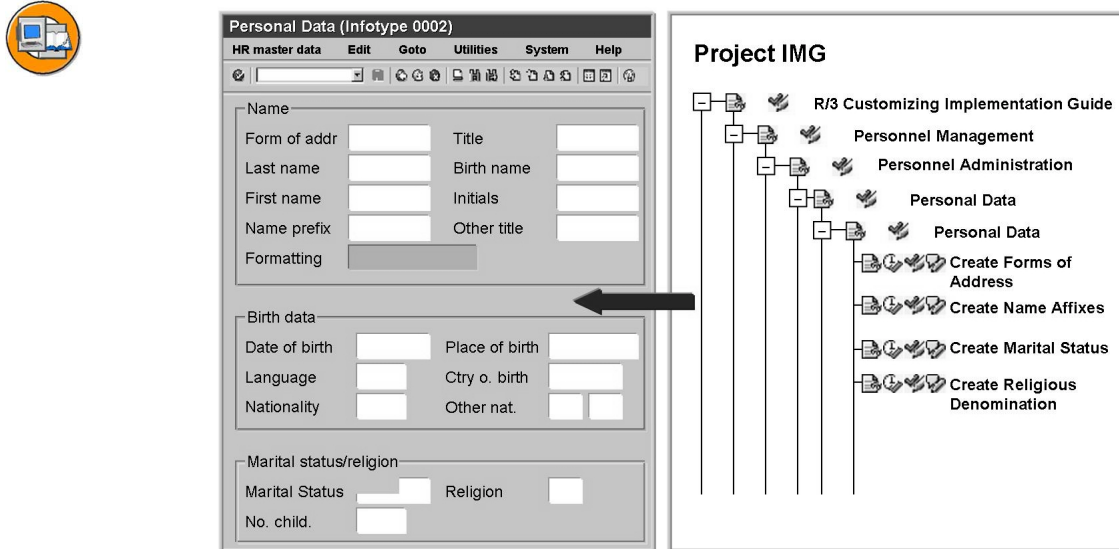 Personal Data (Infotype 0002)
HR master data Edit Goto Utilities System Help
Name
Form of addr Title
Last name Birth name
First name Initials
Name prefix Other title
Formatting
Birth data
Date of birth Place of birth
Language Ctry o. birth
Nationality Other nat.
Marital status/religion
Marital Status Religion
No. child.
Project IMG
R/3 Customizing Implementation Guide
Personnel Management
Personnel Administration
Personal Data
Personal Data
Create Forms of
Address
Create Name Affixes
Create Marital Status
Create Religious
Denomination